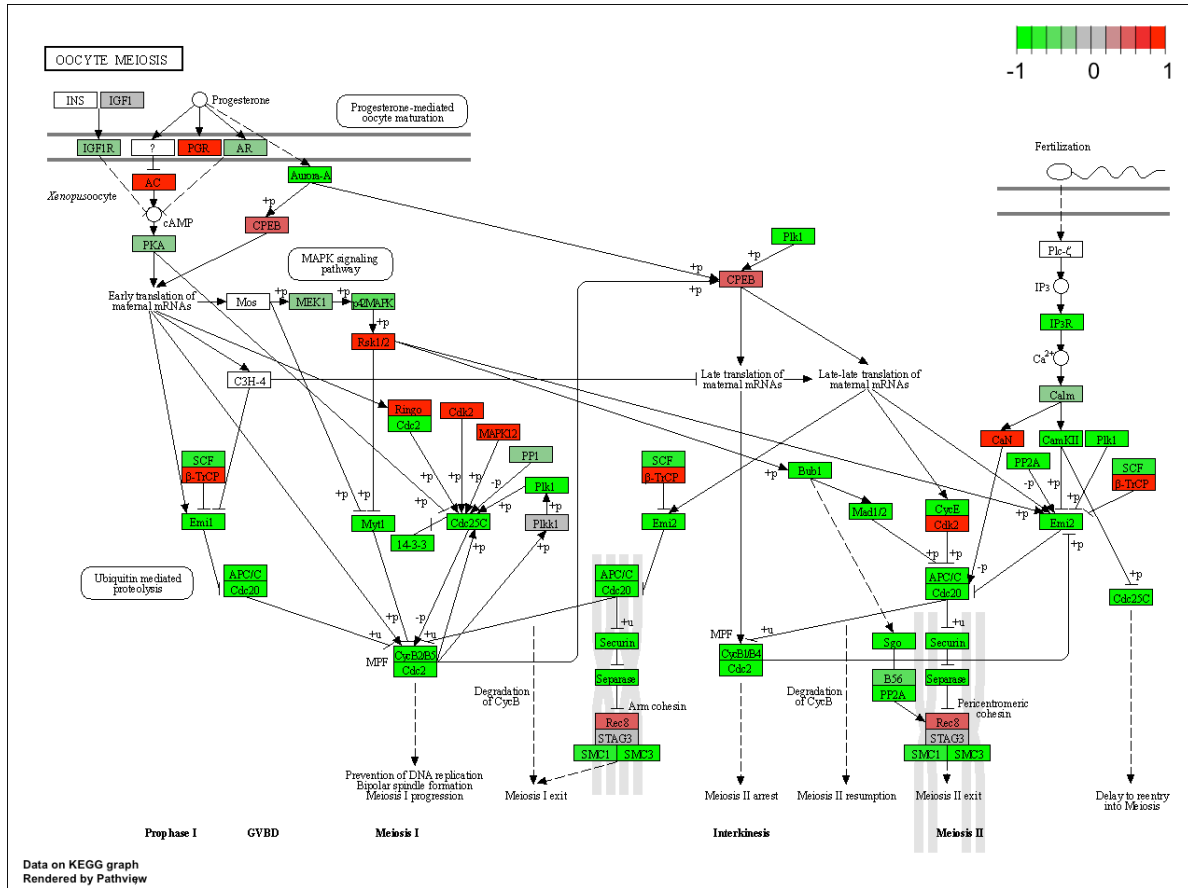 OOCYTE MEIOSIS
-1 0 1
INS IGF1
Progesterone
Progesterone-mediated
oocyte maturation
IGF1R ? PGR AR
Fertilization
AC
Aurora-A
Xenopus oocyte
cAMP
+p
CPEB
PKA
Plk1
Plc-ζ
MAPK signaling
pathway
+p
+p
+p
CPEB
IP3
Early translation of
maternal mRNAs
Mos
+p
MEK1
+p
p42MAPK
IP3R
+p
Rsk1/2
Ca2+
C3H-4
Late translation of
maternal mRNAs
Late-late translation of
maternal mRNAs
Calm
Ringo
Cdc2
Cdk2
MAPK12
PP1
CaN
CamKII
Plk1
SCF
β-TrCP
SCF
β-TrCP
Bub1
PP2A
SCF
β-TrCP
+p
+p
+p
+p
+p
+p
-p
+p
+p
-p
+p
+p
+p
Plk1
Emi1
Myt1
Cdc25C
Plkk1
Emi2
Mad1/2
CycE
Cdk2
Emi2
14-3-3
+p
+p
+p
+p
+p
-p
+p
+p
Ubiquitin mediated
proteolysis
APC/C
Cdc20
APC/C
Cdc20
APC/C
Cdc20
Cdc25C
+p
-p
+u
+u
+u
+u
+u
MPF
CycB2/B5
Cdc2
Securin
MPF
CycB1/B4
Cdc2
Sgo
Securin
Separase
B56
PP2A
Separase
Degradation
of CycB
Arm cohesin
Degradation
of CycB
Pericentromeric
cohesin
Rec8
STAG3
SMC1 SMC3
Rec8
STAG3
SMC1 SMC3
Prevention of DNA replication
Bipolar spindle formation
Meiosis I progression
Meiosis I exit
Meiosis II arrest
Meiosis II resumption
Meiosis II exit
Delay to reentry
into Meiosis
Prophase I GVBD Meiosis I Interkinesis Meiosis II
Data on KEGG graph
Rendered by Pathview